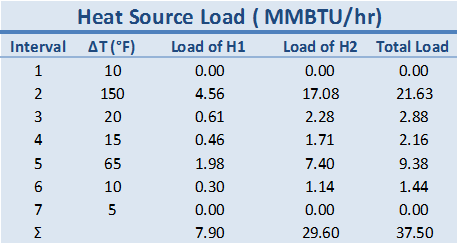 Heat Source Load ( MMBTU/hr)
Interval ΔT (°F) Load of H1 Load of H2 Total Load
1 10 0.00 0.00 0.00
2 150 4.56 17.08 21.63
3 20 0.61 2.28 2.88
4 15 0.46 1.71 2.16
5 65 1.98 7.40 9.38
6 10 0.30 1.14 1.44
7 5 0.00 0.00 0.00
Σ 7.90 29.60 37.50